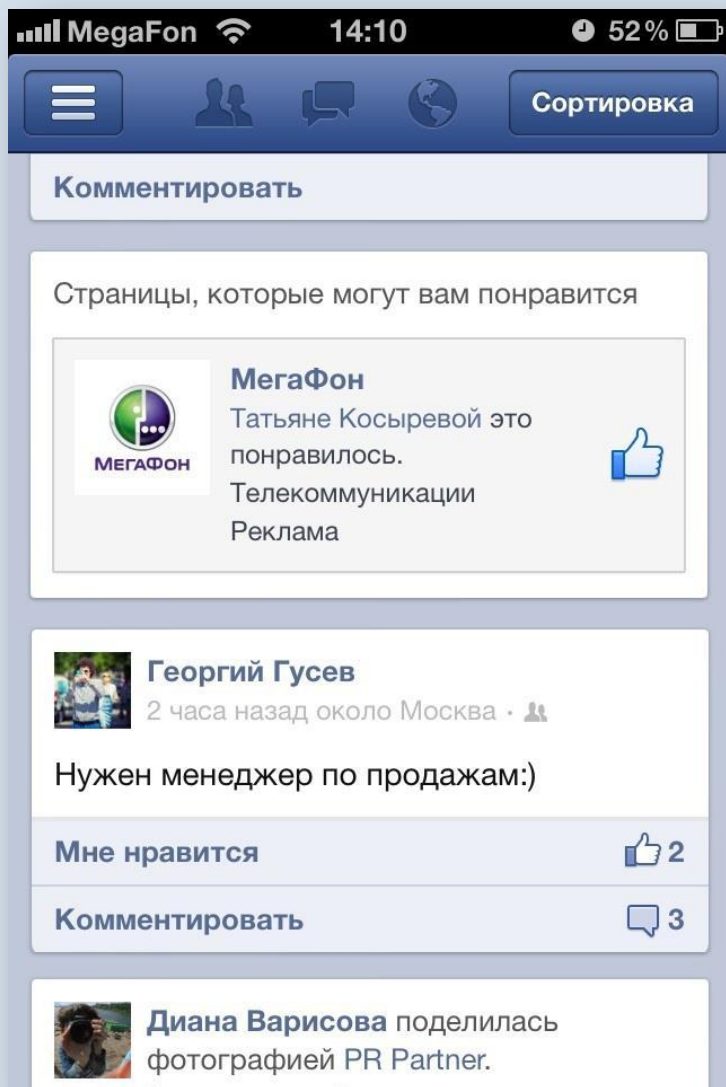 MegaFon 14:10 52%
Сортировка
Комментировать
Страницы, которые могут вам понравится
МЕГАФОН
МегаФон
Татьяне Косыревой это
понравилось.
Телекоммуникации
Реклама
Георгий Гусев
2 часа назад около Москва ·
Нужен менеджер по продажам:)
Мне нравится 2
Комментировать 3
Диана Варисова поделилась
фотографией PR Partner.